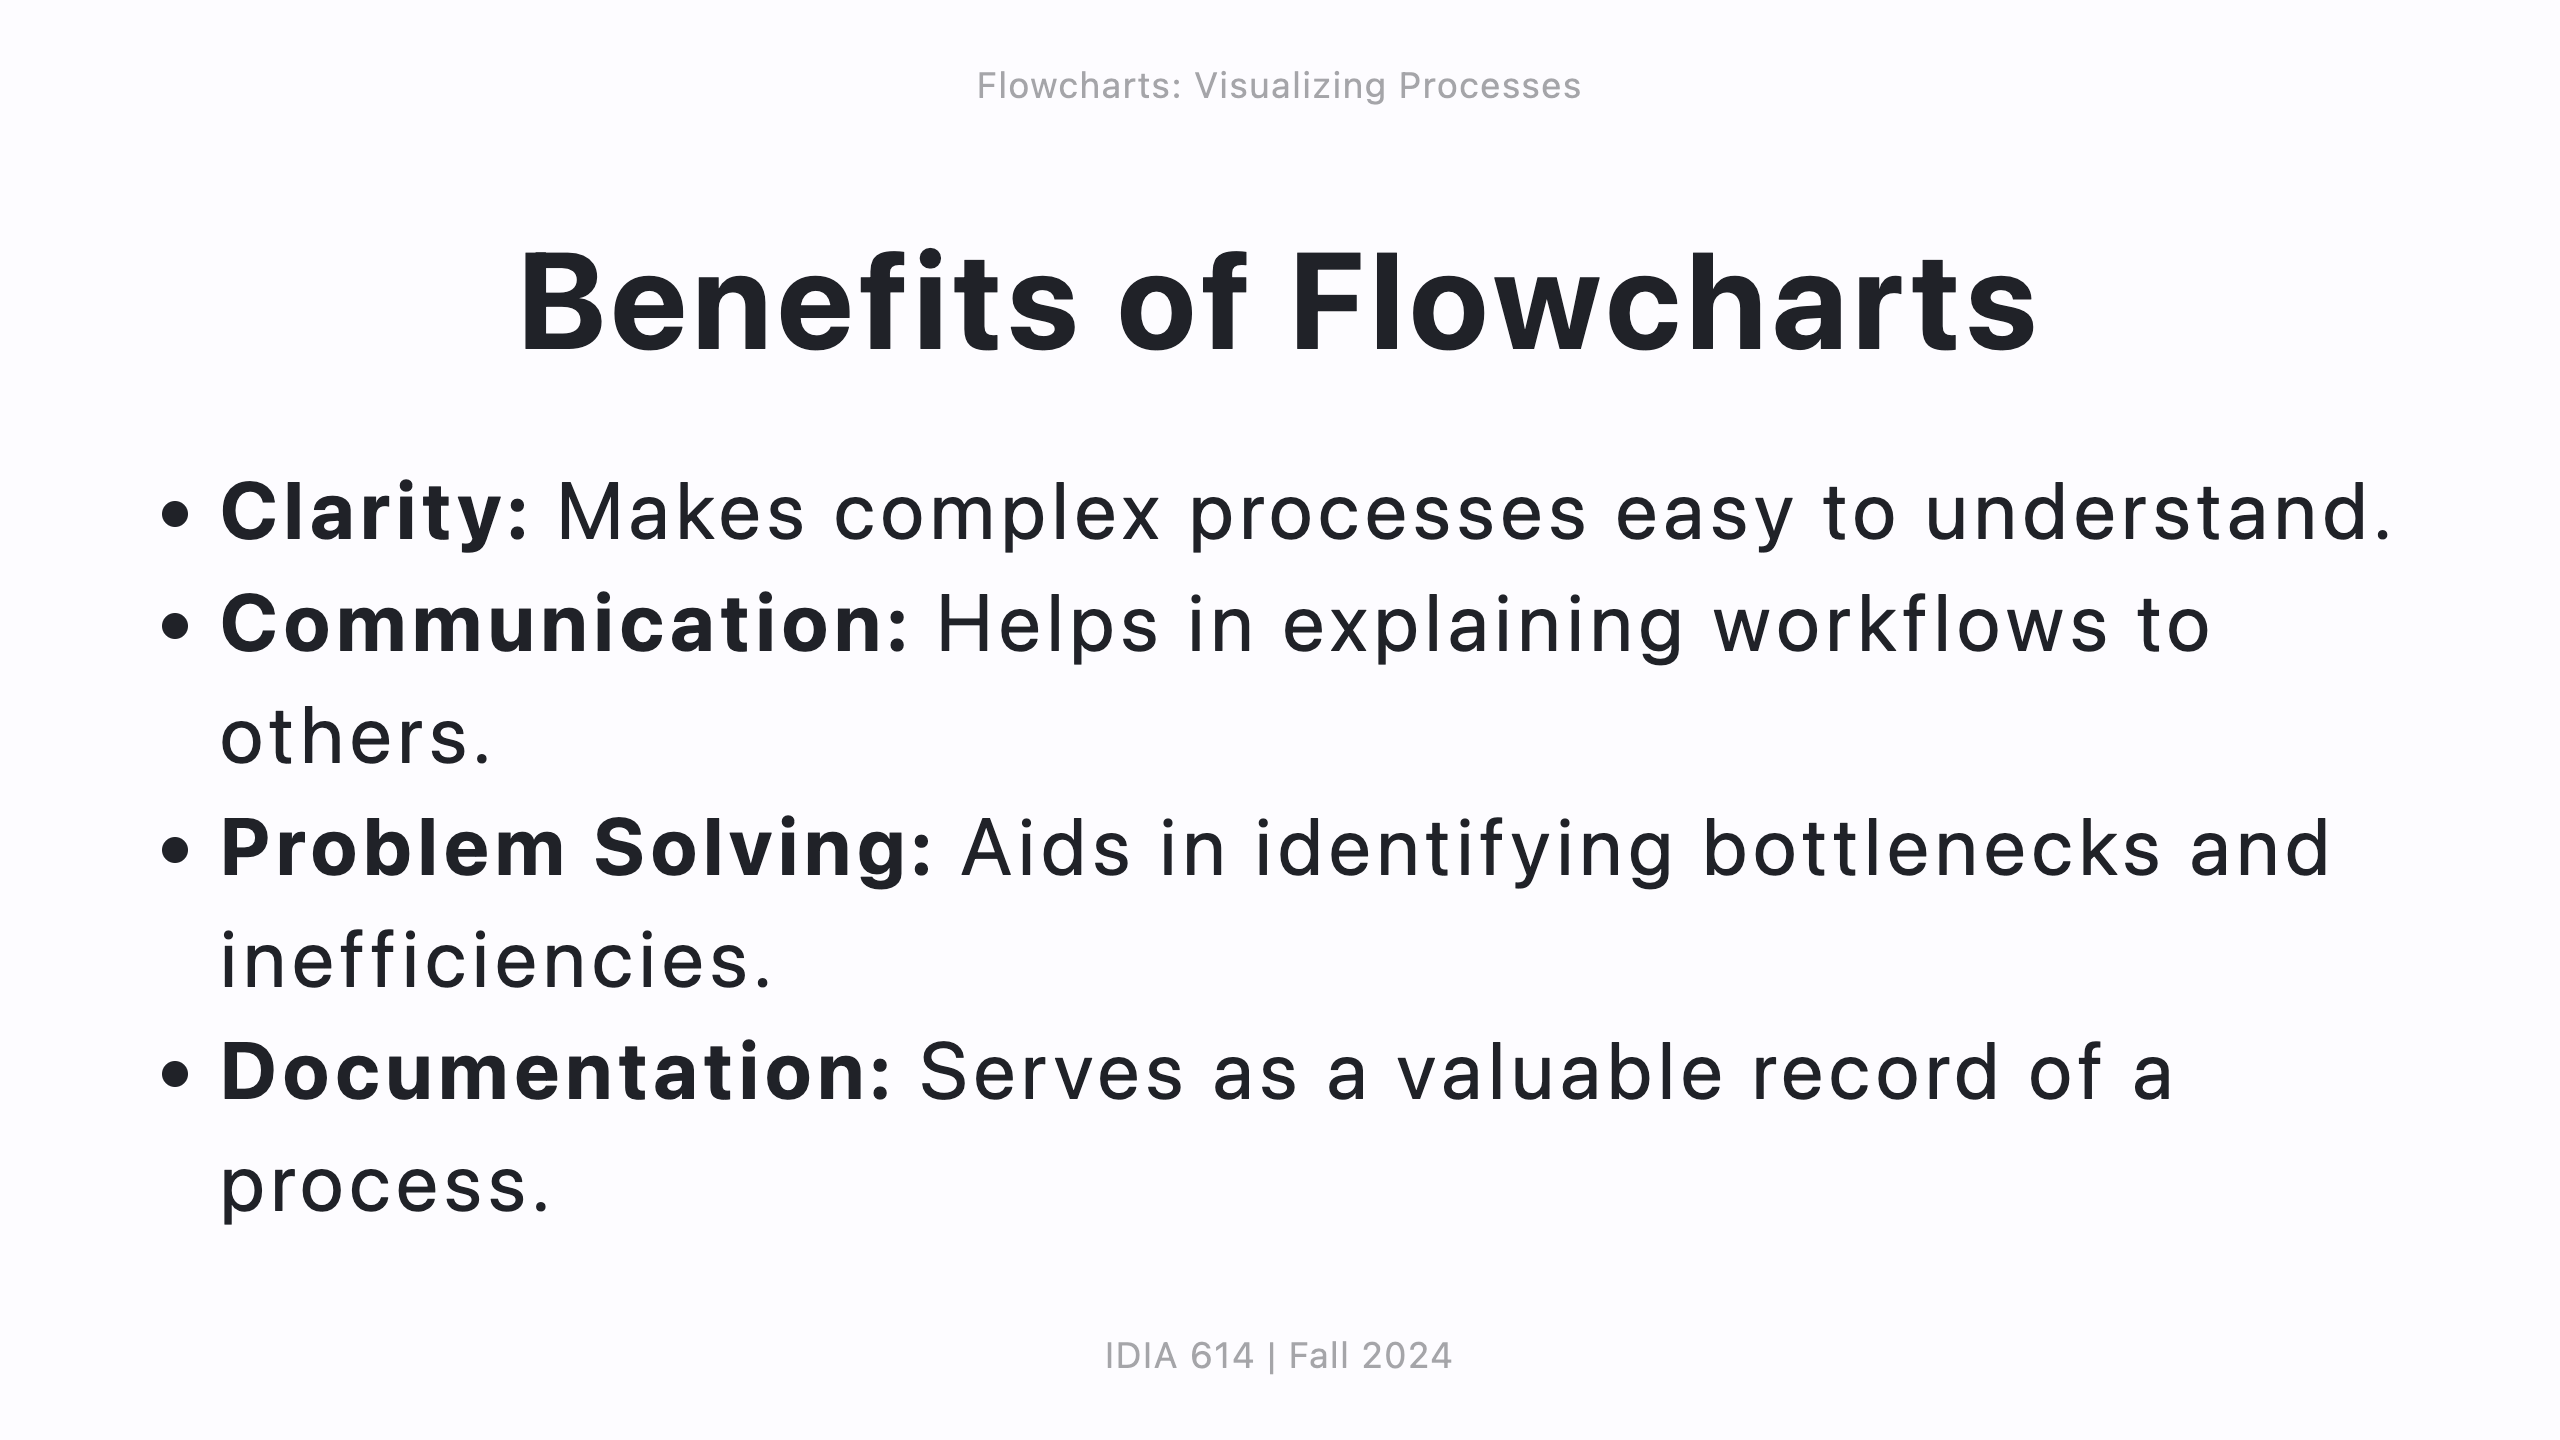 Flowcharts: Visualizing Processes
Benefits of Flowcharts
• Clarity: Makes complex processes easy to understand.
• Communication: Helps in explaining workflows to
others.
• Problem Solving: Aids in identifying bottlenecks and
inefficiencies.
• Documentation: Serves as a valuable record of a
process.
IDIA 614 | Fall 2024